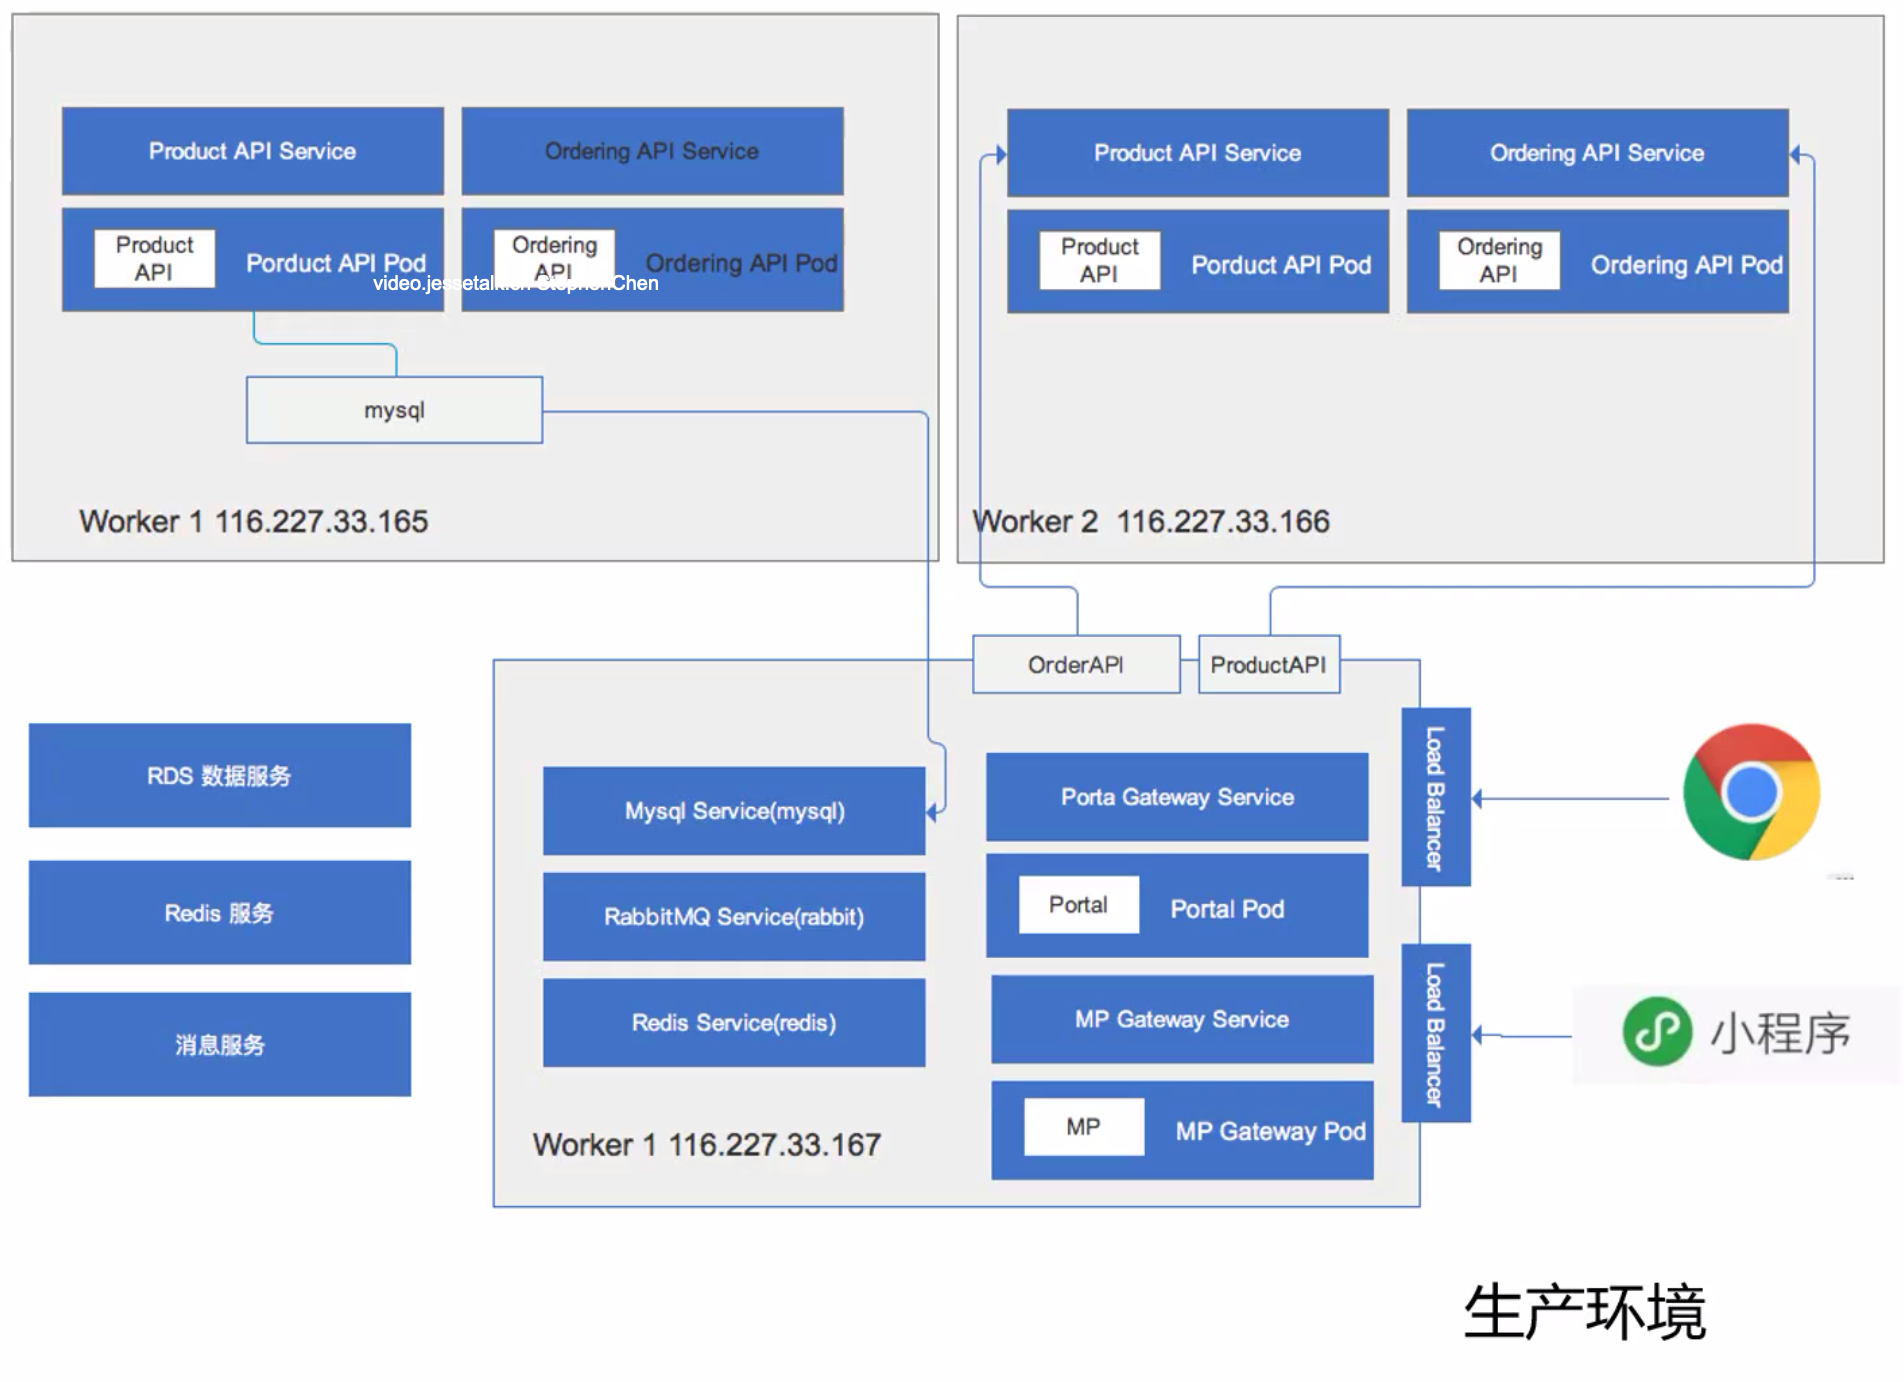 Product API Service
Ordering API Service
Product
API
Porduct API Pod
Ordering
API
Ordering API Pod
video.jessetalk.cn StephenChen
mysql
Worker 1 116.227.33.165
Product API Service
Ordering API Service
Product
API
Porduct API Pod
Ordering
API
Ordering API Pod
Worker 2 116.227.33.166
OrderAPI
ProductAPI
RDS 数据服务
Redis 服务
消息服务
Mysql Service(mysql)
RabbitMQ Service(rabbit)
Redis Service(redis)
Worker 1 116.227.33.167
Porta Gateway Service
Portal
Portal Pod
MP Gateway Service
MP
MP Gateway Pod
Load Balancer
Load Balancer
小程序
生产环境